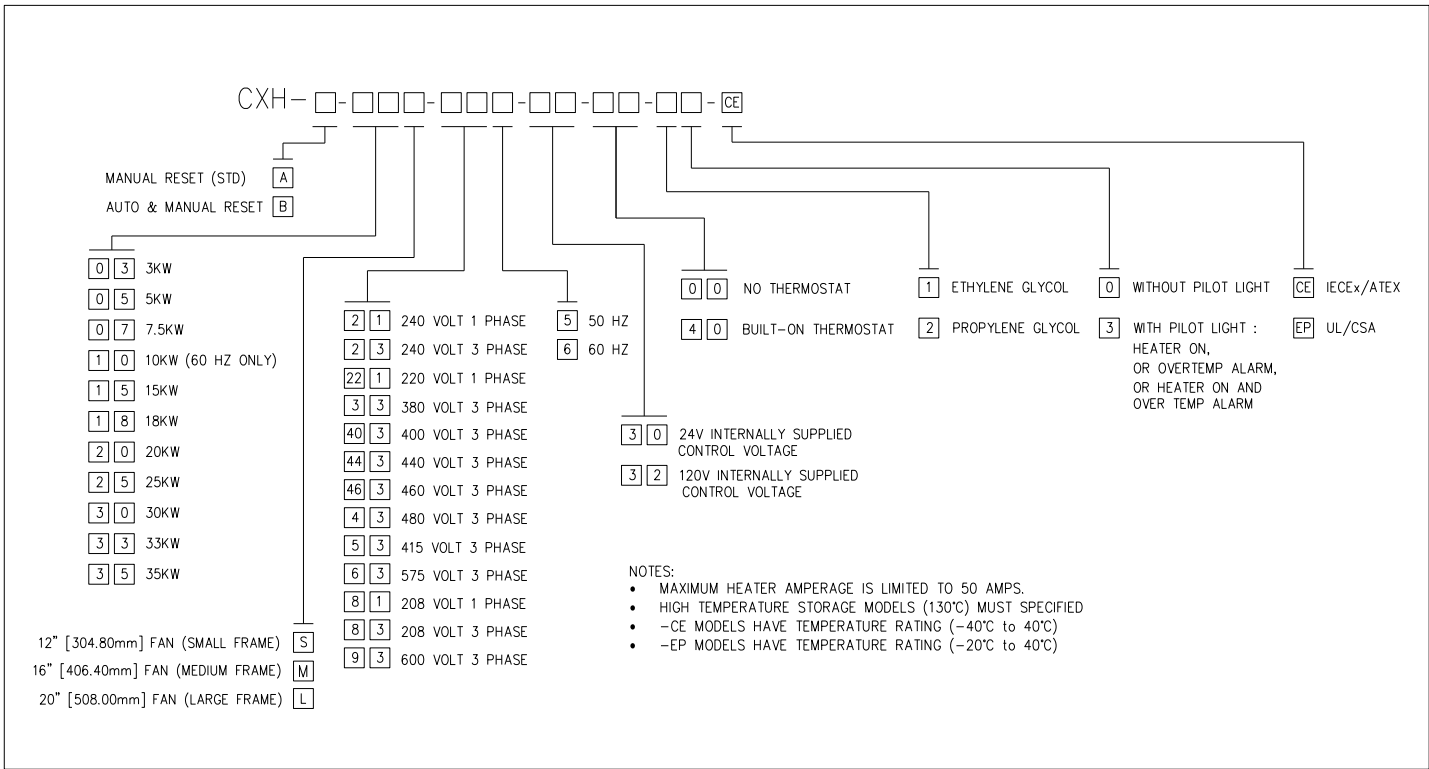 CXH- - - - - - -CE
MANUAL RESET (STD) A
AUTO & MANUAL RESET B
0 3 3KW
0 5 5KW
0 7 7.5KW
1 0 10KW (60 HZ ONLY)
1 5 15KW
1 8 18KW
2 0 20KW
2 5 25KW
3 0 30KW
3 3 33KW
3 5 35KW
12" [304.80mm] FAN (SMALL FRAME) S
16" [406.40mm] FAN (MEDIUM FRAME) M
20" [508.00mm] FAN (LARGE FRAME) L
2 1 240 VOLT 1 PHASE
2 3 240 VOLT 3 PHASE
22 1 220 VOLT 1 PHASE
3 3 380 VOLT 3 PHASE
40 3 400 VOLT 3 PHASE
44 3 440 VOLT 3 PHASE
46 3 460 VOLT 3 PHASE
4 3 480 VOLT 3 PHASE
5 3 415 VOLT 3 PHASE
6 3 575 VOLT 3 PHASE
8 1 208 VOLT 1 PHASE
8 3 208 VOLT 3 PHASE
9 3 600 VOLT 3 PHASE
5 50 HZ
6 60 HZ
3 0 24V INTERNALLY SUPPLIED
CONTROL VOLTAGE
3 2 120V INTERNALLY SUPPLIED
CONTROL VOLTAGE
0 0 NO THERMOSTAT
4 0 BUILT-ON THERMOSTAT
1 ETHYLENE GLYCOL
2 PROPYLENE GLYCOL
0 WITHOUT PILOT LIGHT
3 WITH PILOT LIGHT :
HEATER ON,
OR OVERTEMP ALARM,
OR HEATER ON AND
OVER TEMP ALARM
CE IECEx/ATEX
EP UL/CSA
NOTES:
• MAXIMUM HEATER AMPERAGE IS LIMITED TO 50 AMPS.
• HIGH TEMPERATURE STORAGE MODELS (130°C) MUST SPECIFIED
• -CE MODELS HAVE TEMPERATURE RATING (-40°C to 40°C)
• -EP MODELS HAVE TEMPERATURE RATING (-20°C to 40°C)